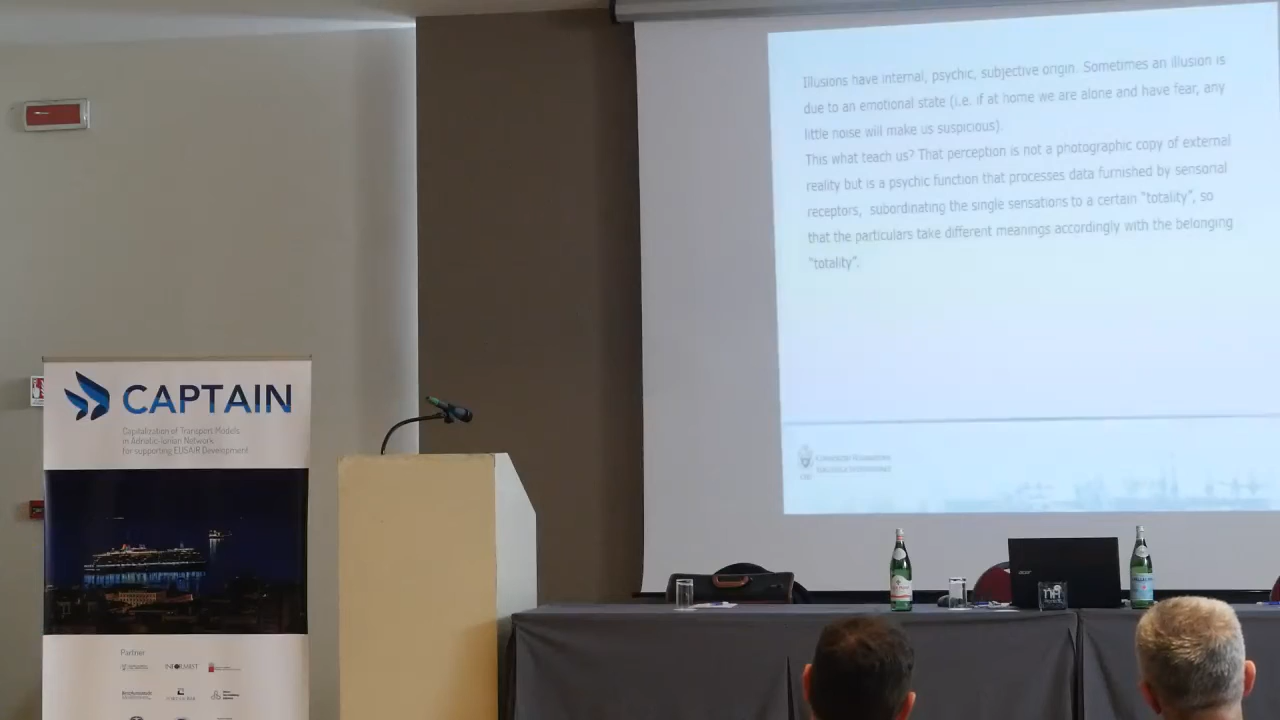 Illusions have internal, psychic, subjective origin. Sometimes an illusion is
due to an emotional state (i.e. if at home we are alone and have fear, any
little noise will make us suspicious).
This what teach us? That perception is not a photographic copy of external
reality but is a psychic function that processes data furnished by sensorial
receptors, subordinating the single sensations to a certain "totality", so
that the particulars take different meanings accordingly with the belonging
"totality".
CAPTAIN
Capitalization of Transport Models
in Adriatic-Ionian Network
for supporting EUSAIR Development
Partner
INFORMEST
acer